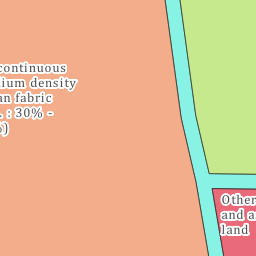 continuous
ium density
an fabric
. : 30% -
)
Other
and a
land